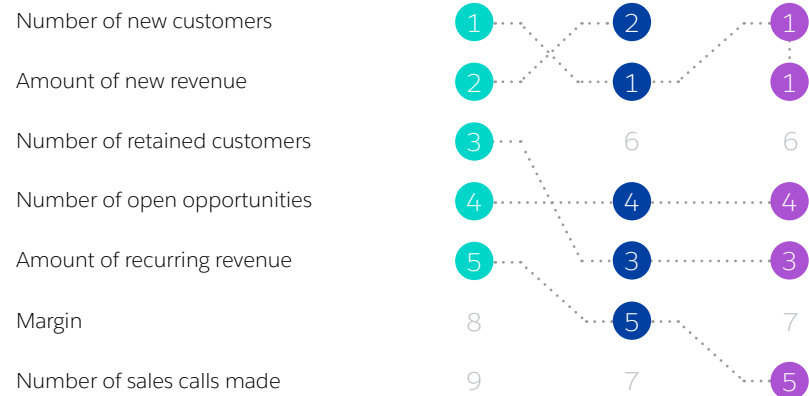 Number of new customers 1 2 1
Amount of new revenue 2 1 1
Number of retained customers 3 6 6
Number of open opportunities 4 4 4
Amount of recurring revenue 5 3 3
Margin 8 5 7
Number of sales calls made 9 7 5